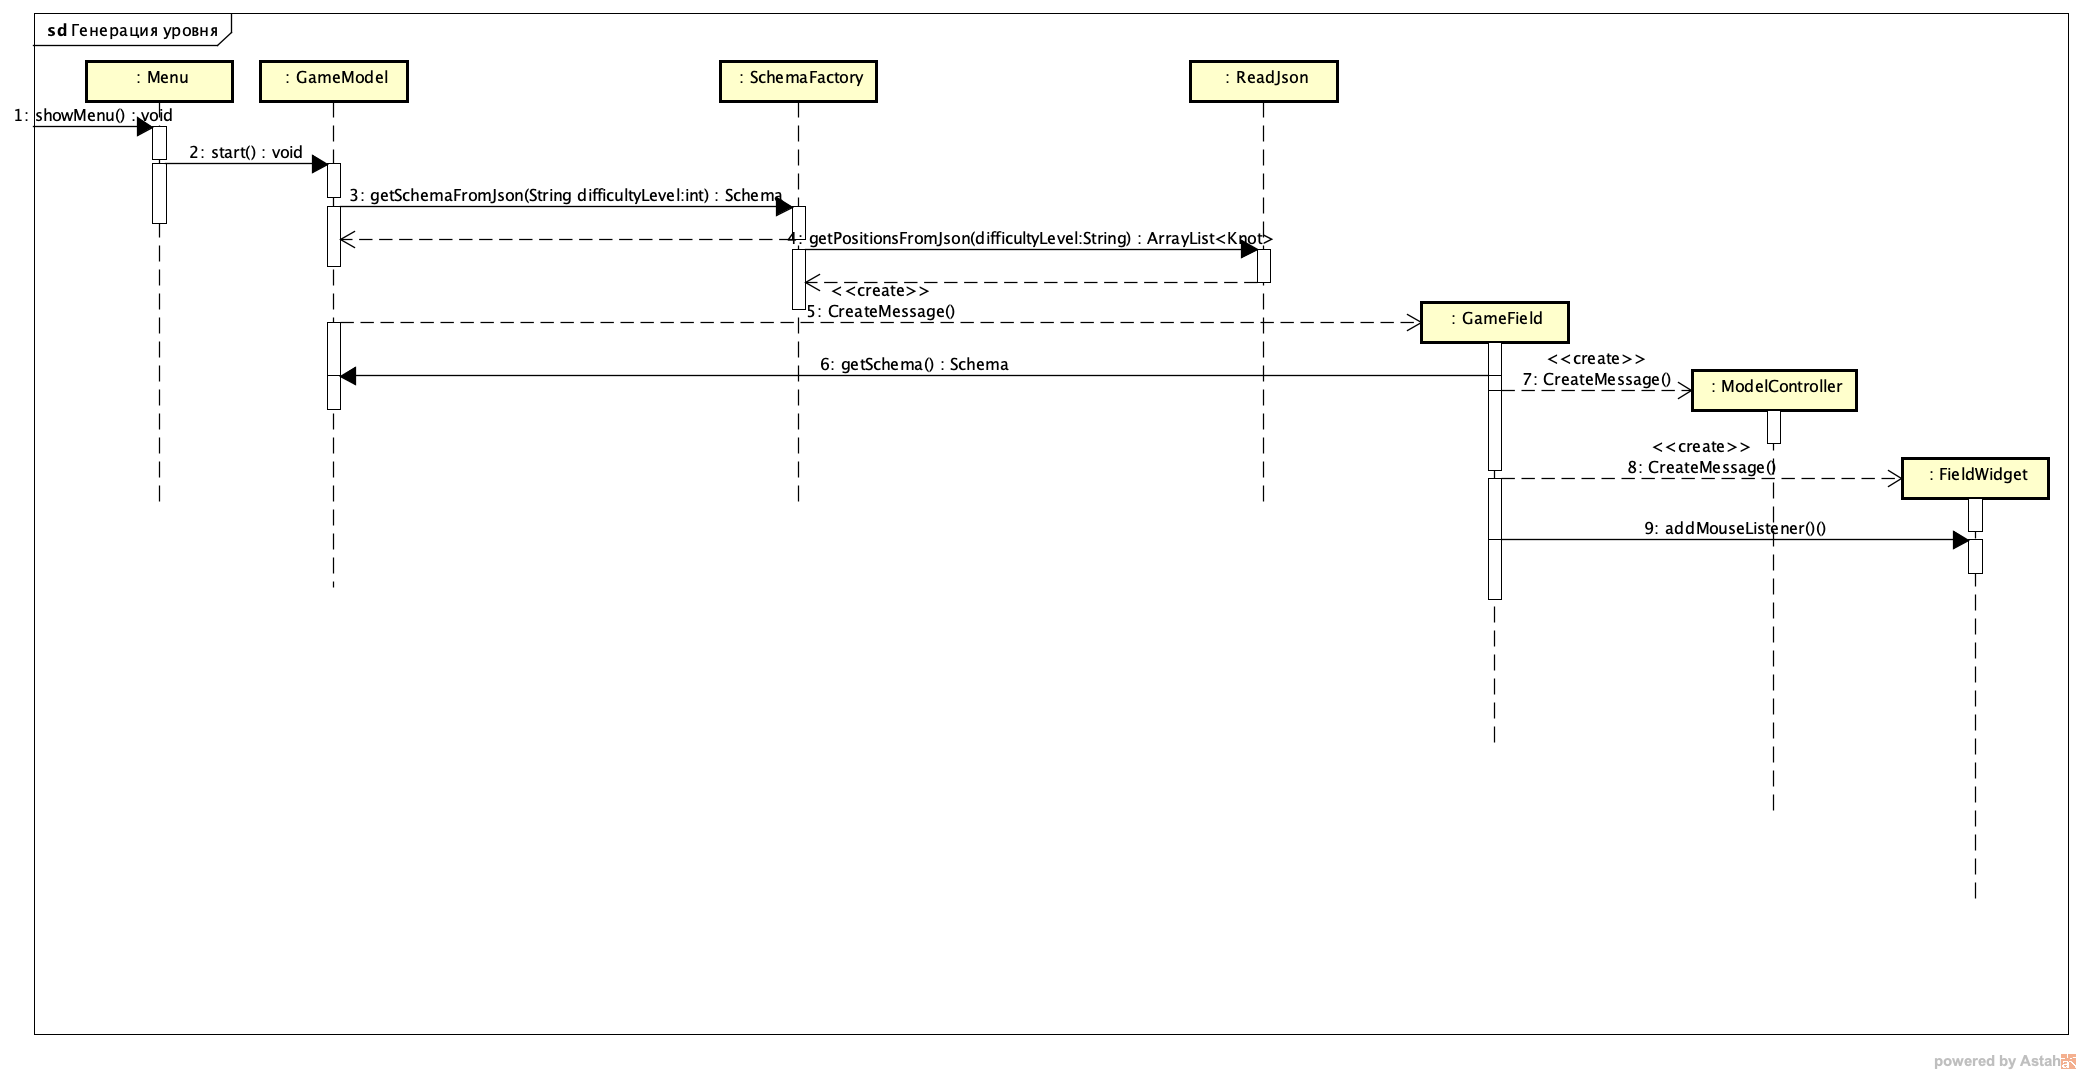 sd Генерация уровня
: Menu
: GameModel
: SchemaFactory
: ReadJson
1: showMenu() : void
2: start() : void
3: getSchemaFromJson(String difficultyLevel:int) : Schema
4: getPositionsFromJson(difficultyLevel:String) : ArrayList<Knot>
<<create>>
5: CreateMessage()
: GameField
6: getSchema() : Schema
<<create>>
7: CreateMessage()
: ModelController
<<create>>
8: CreateMessage()
: FieldWidget
9: addMouseListener()()
powered by Astah